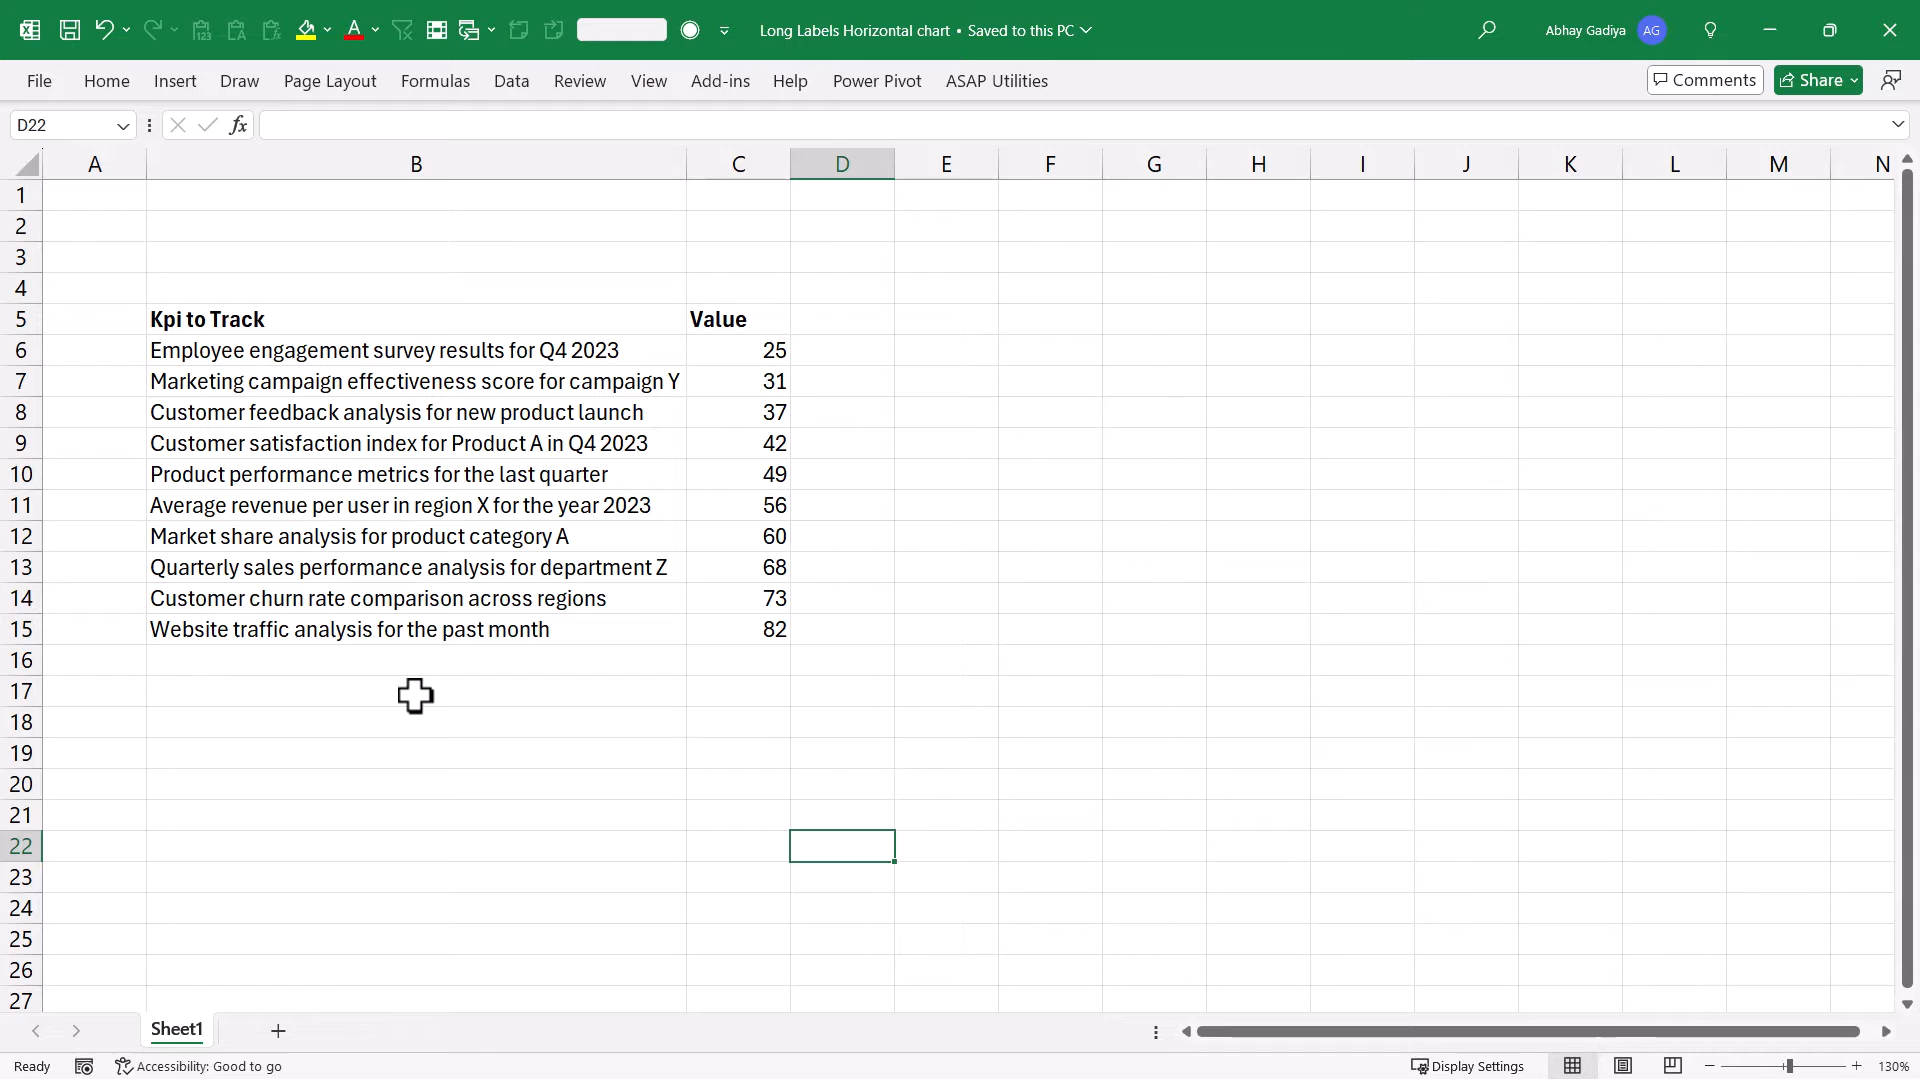 Long Labels Horizontal chart • Saved to this PC
Abhay Gadiya AG
File Home Insert Draw Page Layout Formulas Data Review View Add-ins Help Power Pivot ASAP Utilities
Comments Share
D22 fx
A B C D E F G H I J K L M N
1
2
3
4
5 Kpi to Track Value
6 Employee engagement survey results for Q4 2023 25
7 Marketing campaign effectiveness score for campaign Y 31
8 Customer feedback analysis for new product launch 37
9 Customer satisfaction index for Product A in Q4 2023 42
10 Product performance metrics for the last quarter 49
11 Average revenue per user in region X for the year 2023 56
12 Market share analysis for product category A 60
13 Quarterly sales performance analysis for department Z 68
14 Customer churn rate comparison across regions 73
15 Website traffic analysis for the past month 82
16
17
18
19
20
21
22
23
24
25
26
27
Sheet1
Ready Accessibility: Good to go Display Settings 130%